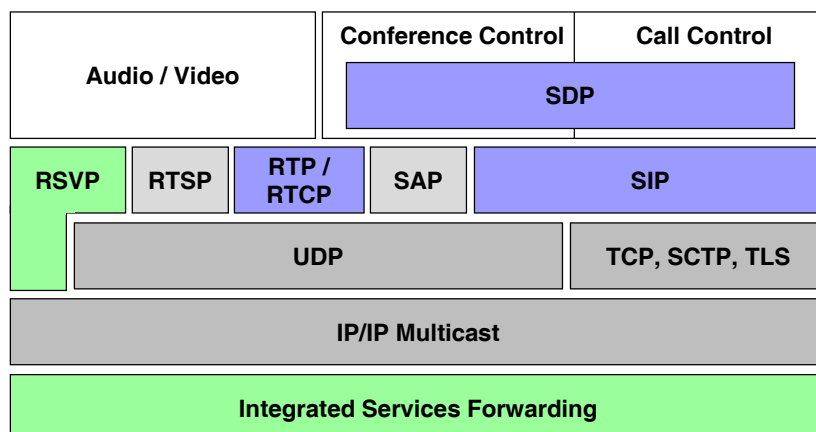 Conference Control
Call Control
Audio / Video
SDP
RSVP
RTSP
RTP /
RTCP
SAP
SIP
UDP
TCP, SCTP, TLS
IP/IP Multicast
Integrated Services Forwarding